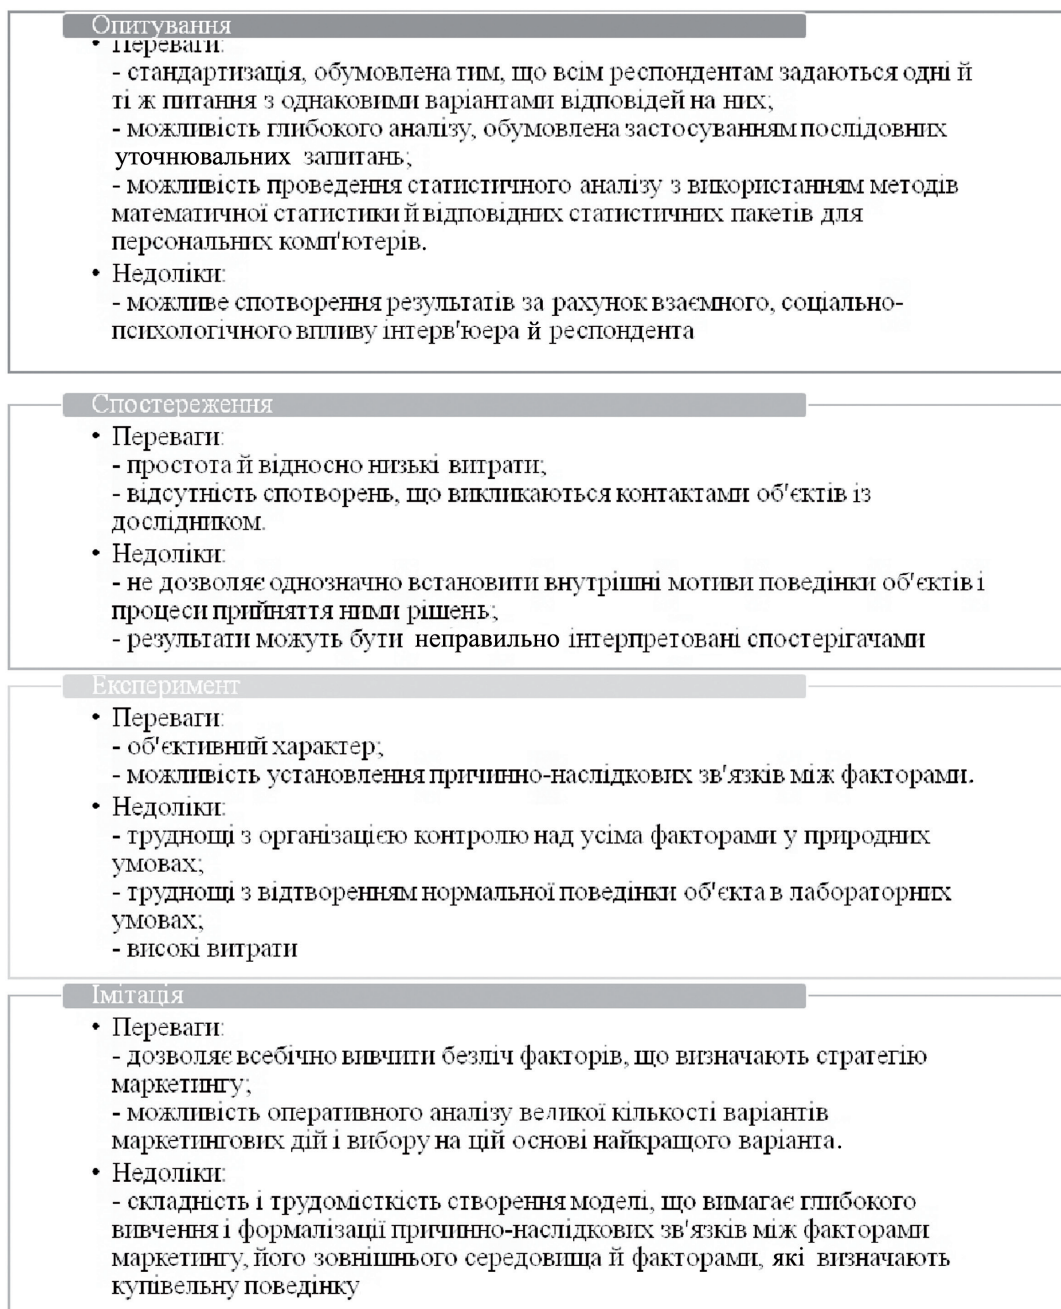 Опитування
• Переваги:
- стандартизація, обумовлена тим, що всім респондентам задаються одні й
ті ж питання з однаковими варіантами відповідей на них;
- можливість глибокого аналізу, обумовлена застосуванням послідовних
уточнювальних запитань;
- можливість проведення статистичного аналізу з використанням методів
математичної статистики й відповідних статистичних пакетів для
персональних комп'ютерів.
• Недоліки:
- можливе спотворення результатів за рахунок взаємного, соціально-
психологічного впливу інтерв'юера й респондента
Спостереження
• Переваги:
- простота й відносно низькі витрати;
- відсутність спотворень, що викликаються контактами об'єктів із
дослідником.
• Недоліки:
- не дозволяє однозначно встановити внутрішні мотиви поведінки об'єктів і
процеси прийняття ними рішень;
- результати можуть бути неправильно інтерпретовані спостерігачами
Експеримент
• Переваги:
- об'єктивний характер;
- можливість установлення причинно-наслідкових зв'язків між факторами.
• Недоліки:
- труднощі з організацією контролю над усіма факторами у природних
умовах;
- труднощі з відтворенням нормальної поведінки об'єкта в лабораторних
умовах;
- високі витрати
Імітація
• Переваги:
- дозволяє всебічно вивчити безліч факторів, що визначають стратегію
маркетингу;
- можливість оперативного аналізу великої кількості варіантів
маркетингових дій і вибору на цій основі найкращого варіанта.
• Недоліки:
- складність і трудомісткість створення моделі, що вимагає глибокого
вивчення і формалізації причинно-наслідкових зв'язків між факторами
маркетингу, його зовнішнього середовища й факторами, які визначають
купівельну поведінку